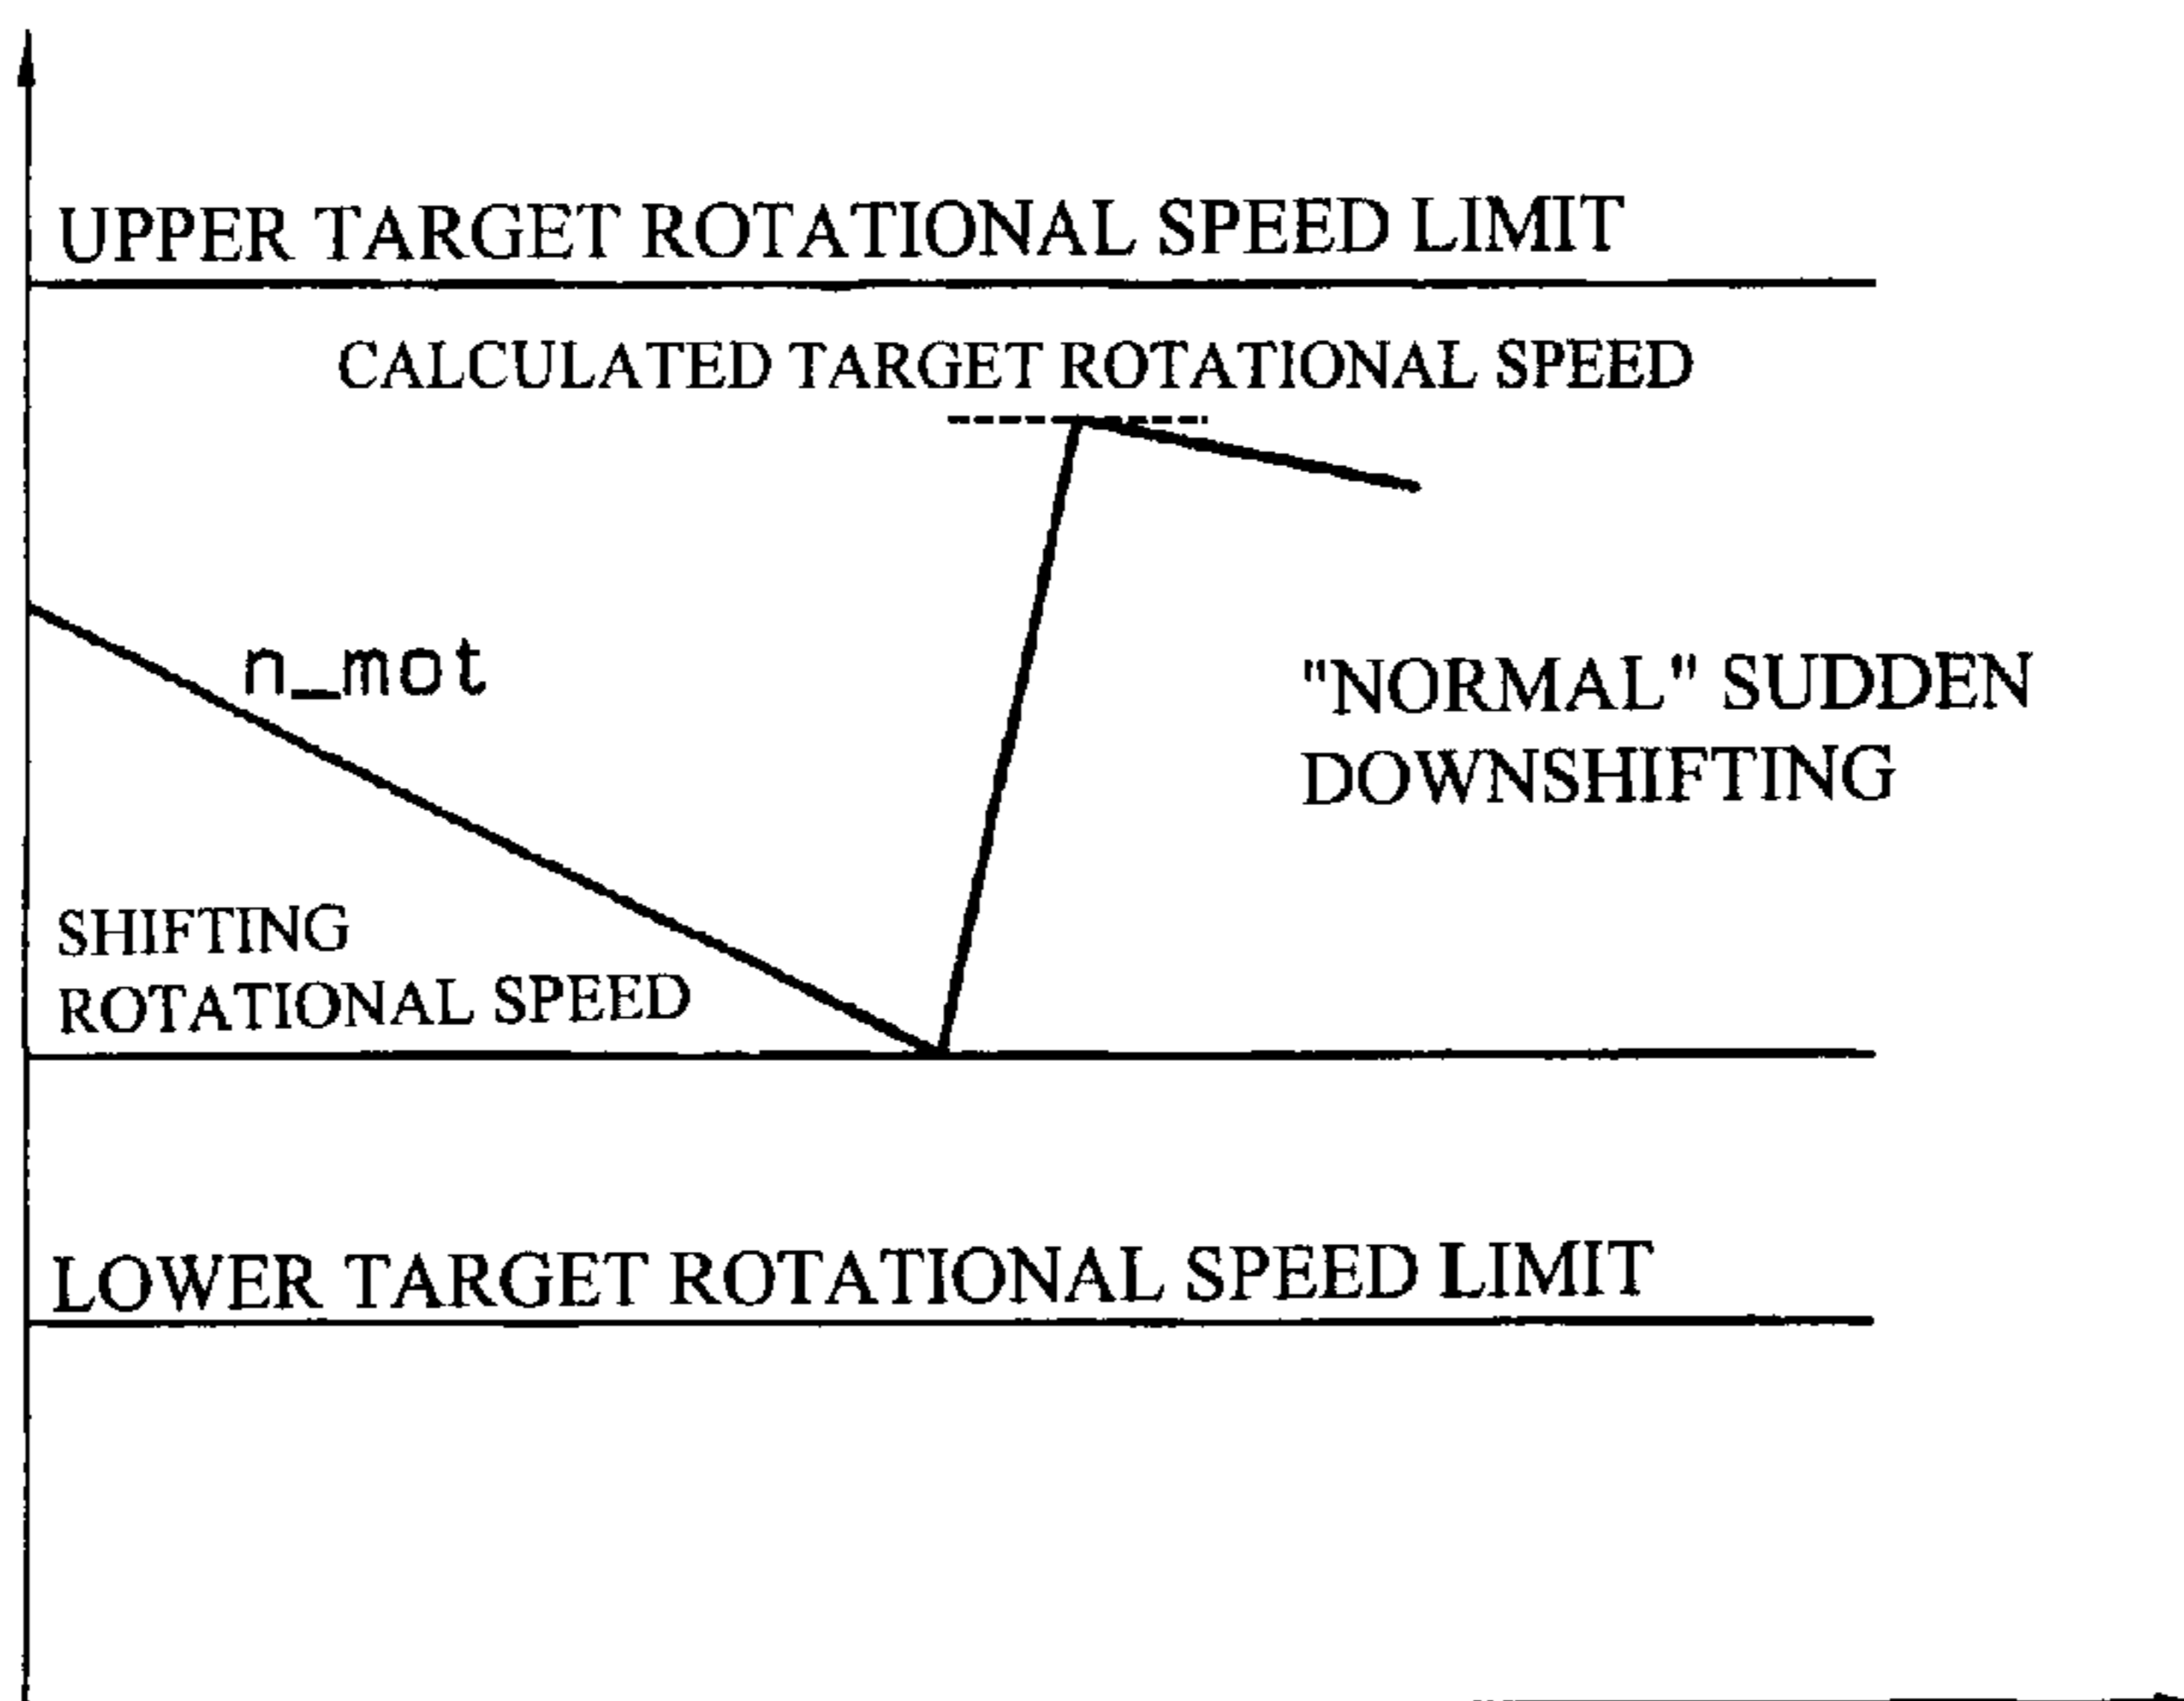 UPPER TARGET ROTATIONAL SPEED LIMIT
CALCULATED TARGET ROTATIONAL SPEED
n_mot
"NORMAL" SUDDEN
DOWNSHIFTING
SHIFTING
ROTATIONAL SPEED
LOWER TARGET ROTATIONAL SPEED LIMIT